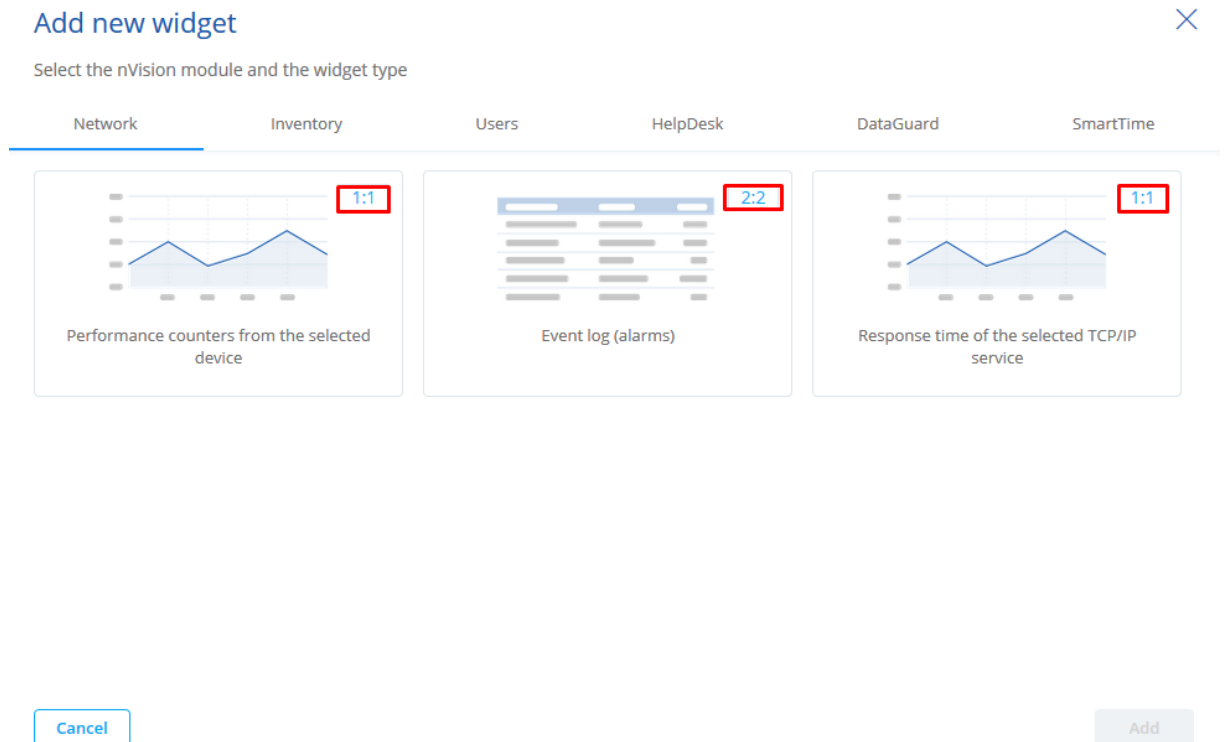 Add new widget
Select the nVision module and the widget type
Network Inventory Users HelpDesk DataGuard SmartTime
1:1
Performance counters from the selected
device
2:2
Event log (alarms)
1:1
Response time of the selected TCP/IP
service
Cancel
Add